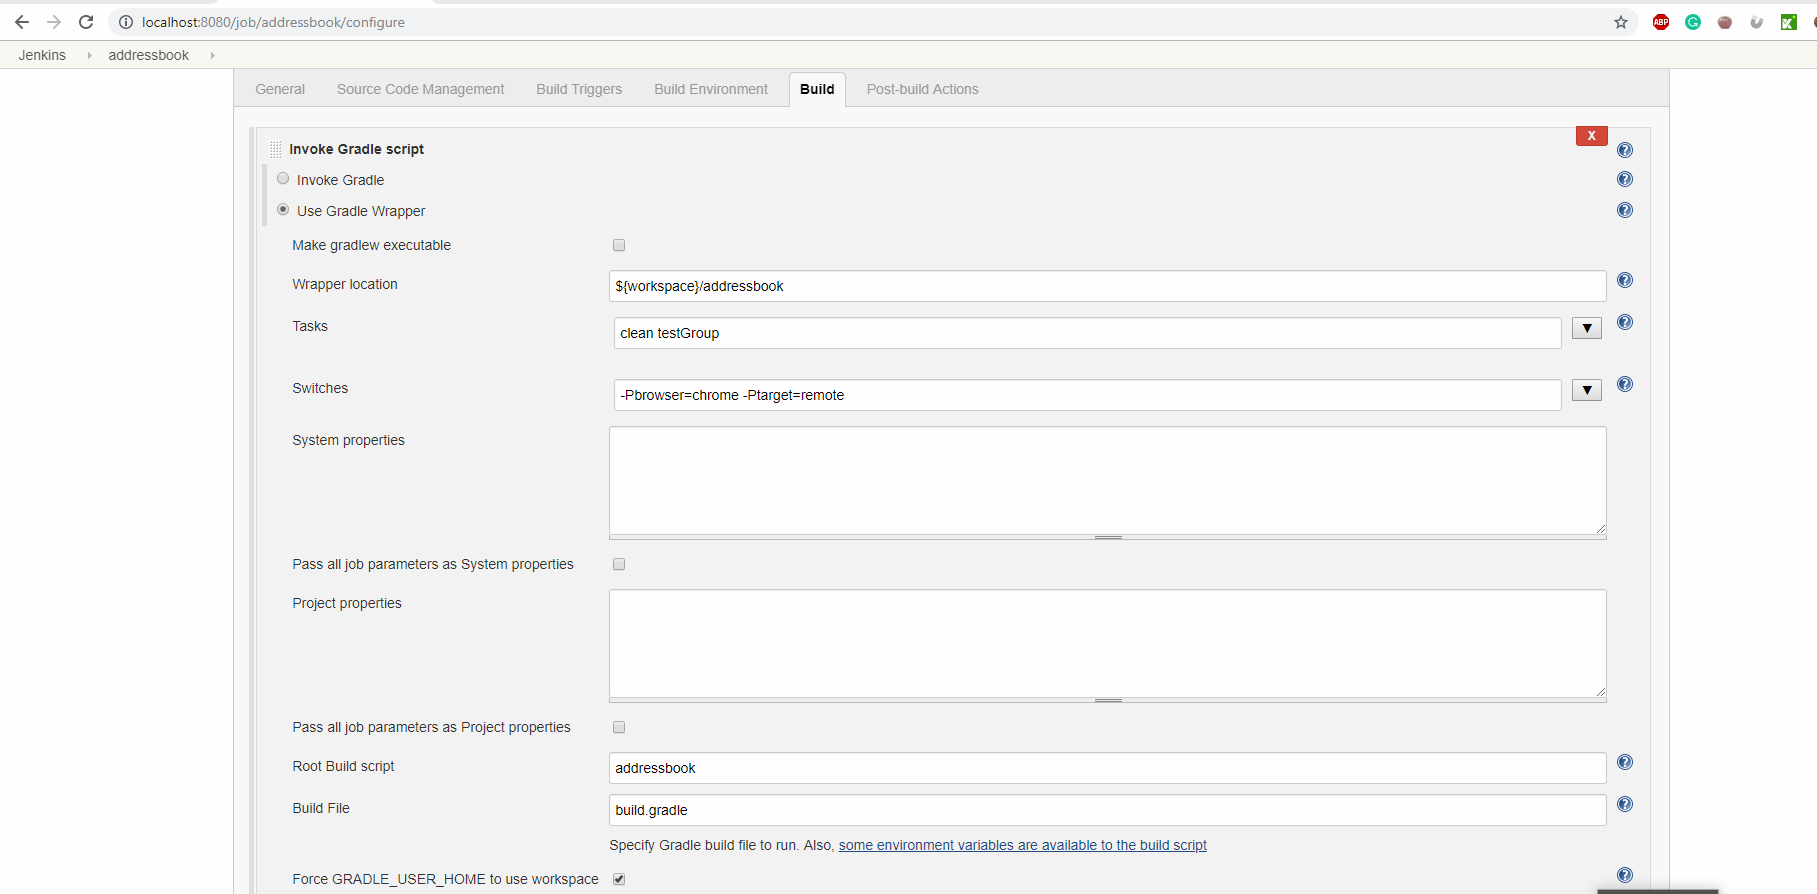 localhost:8080/job/addressbook/configure
ABP
Jenkins
addressbook
General
Source Code Management
Build Triggers
Build Environment
Build
Post-build Actions
X
Invoke Gradle script
Invoke Gradle
Use Gradle Wrapper
Make gradlew executable
Wrapper location
${workspace}/addressbook
Tasks
clean testGroup
Switches
-Pbrowser=chrome -Ptarget=remote
System properties
Pass all job parameters as System properties
Project properties
Pass all job parameters as Project properties
Root Build script
addressbook
Build File
build.gradle
Specify Gradle build file to run. Also, some environment variables are available to the build script
Force GRADLE_USER_HOME to use workspace